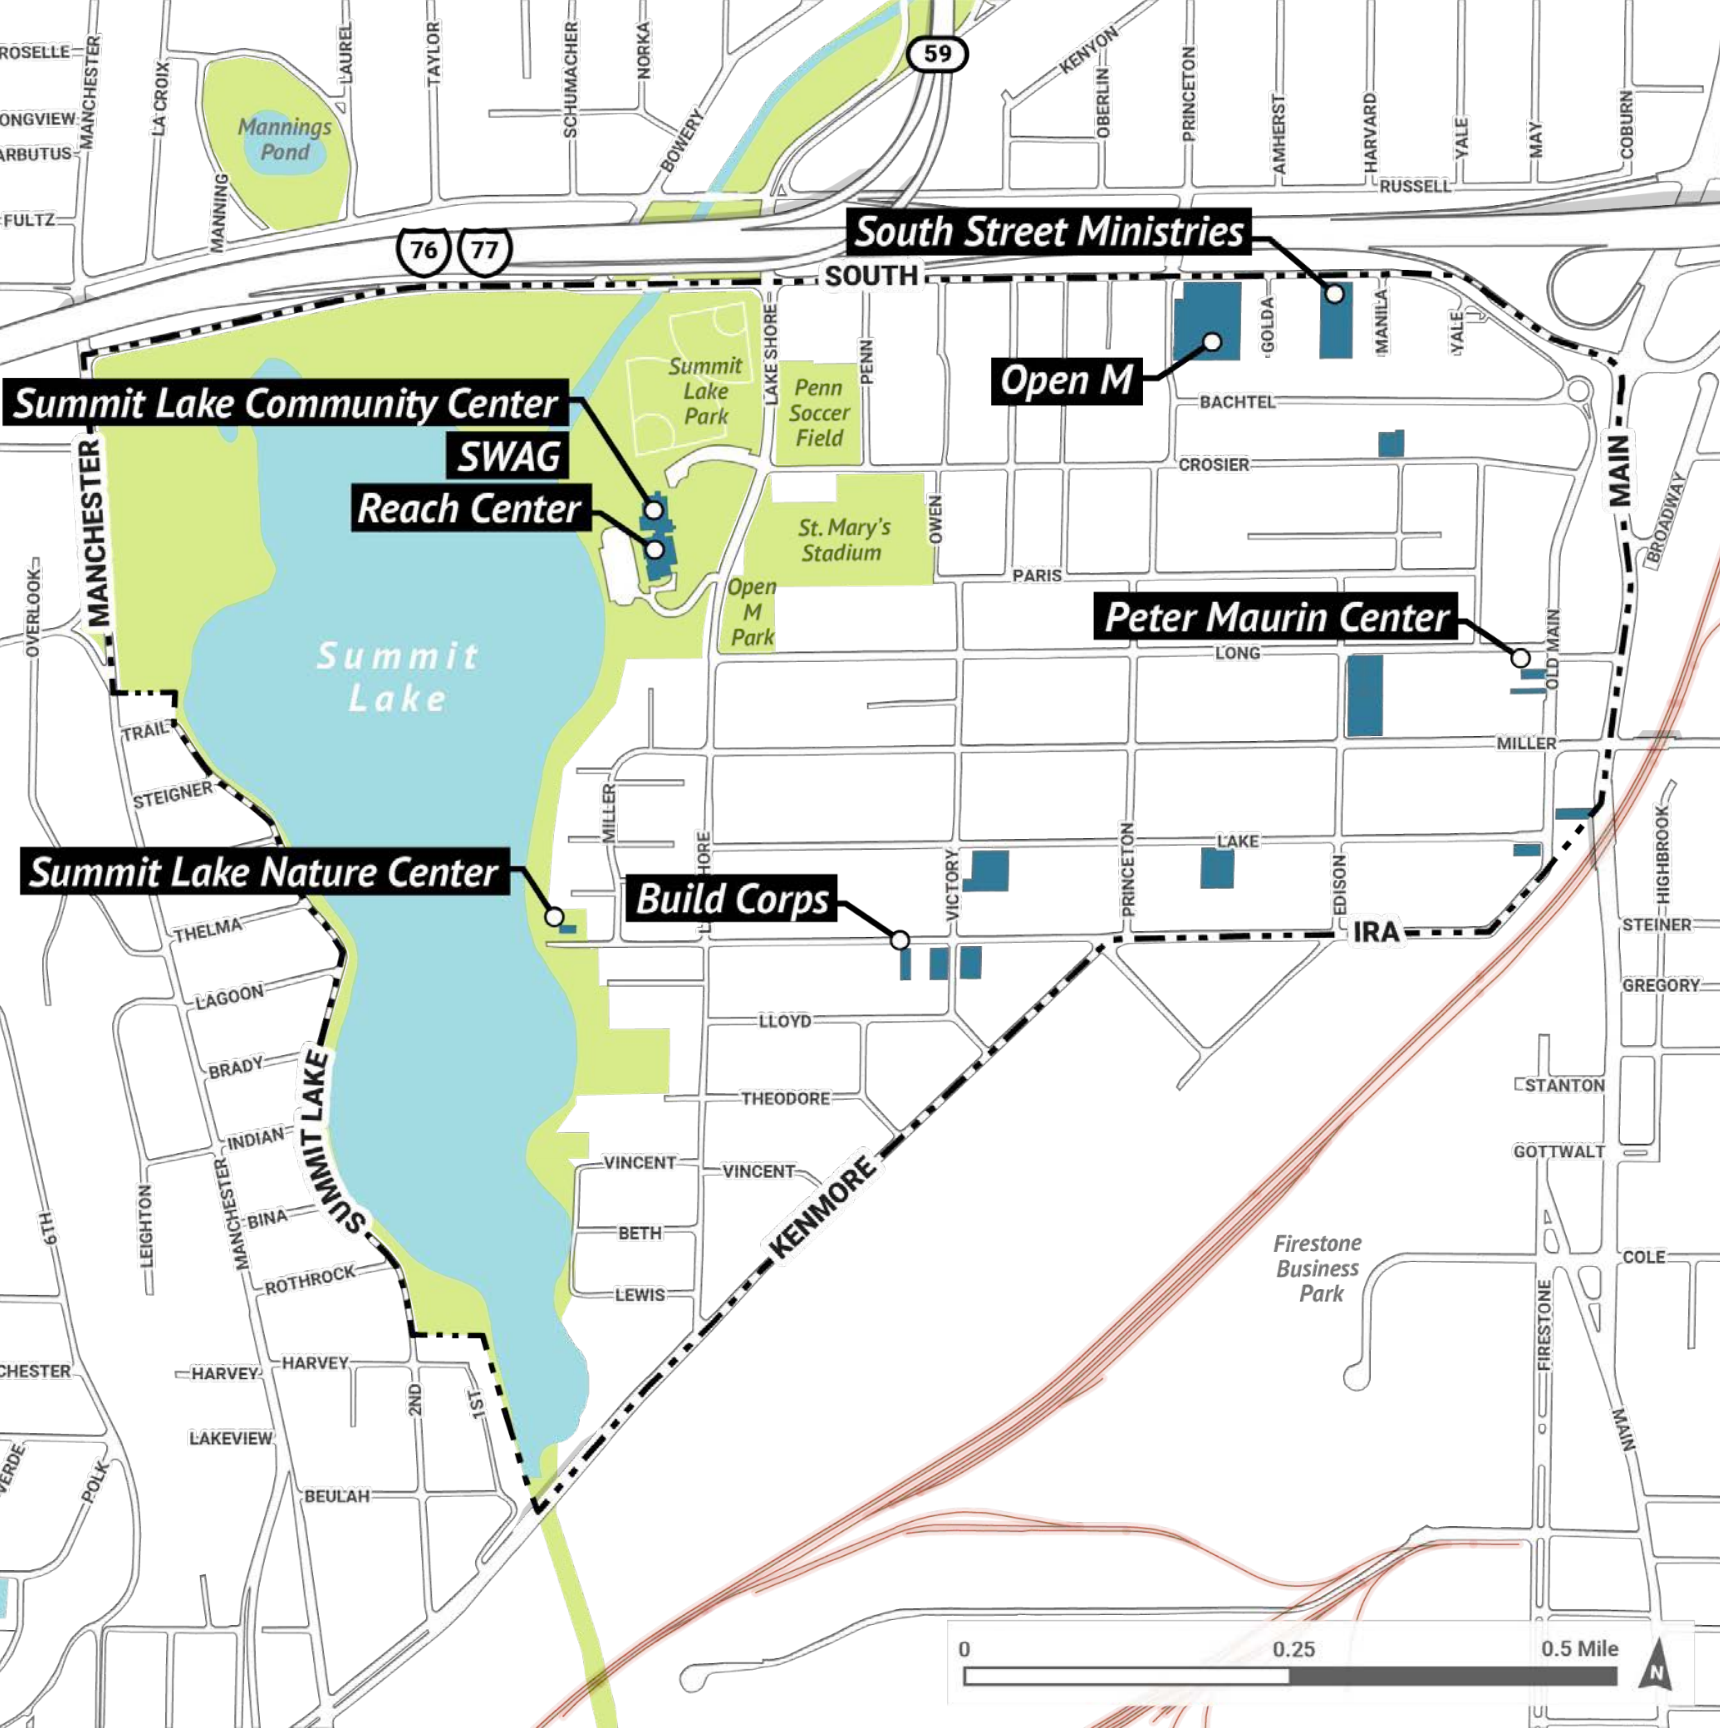 59
KENYON
ROSELLE
MANCHESTER
LACROIX
LAUREL
TAYLOR
SCHUMACHER
NORKA
BOWERY
OBERLIN
PRINCETON
AMHERST
HARVARD
YALE
MAY
COBURN
ONGVIEW
ARBUTUS
Mannings
Pond
MANNING
FULTZ
RUSSELL
76
77
South Street Ministries
SOUTH
LAKE SHORE
PENN
GOLDA
MANILA
YALE
Summit
Lake
Park
Penn
Soccer
Field
Open M
BACHTEL
Summit Lake Community Center
SWAG
Reach Center
MANCHESTER
CROSIER
MAIN
BROADWAY
OWEN
St. Mary's
Stadium
PARIS
Open
M
Park
OVERLOOK
Peter Maurin Center
LONG
OLD MAIN
Summit
Lake
TRAIL
MILLER
STEIGNER
MILLER
HORE
VICTORY
PRINCETON
LAKE
EDISON
HIGHBROOK
Summit Lake Nature Center
Build Corps
IRA
THELMA
STEINER
LAGOON
GREGORY
LLOYD
BRADY
SUMMIT LAKE
THEODORE
STANTON
INDIAN
GOTTWALT
VINCENT
VINCENT
KENMORE
6TH
LEIGHTON
MANCHESTER
BINA
BETH
Firestone
Business
Park
COLE
ROTHROCK
LEWIS
FIRESTONE
CHESTER
HARVEY
HARVEY
2ND
1ST
MAIN
LAKEVIEW
VERDE
POLK
BEULAH
0
0.25
0.5 Mile
N